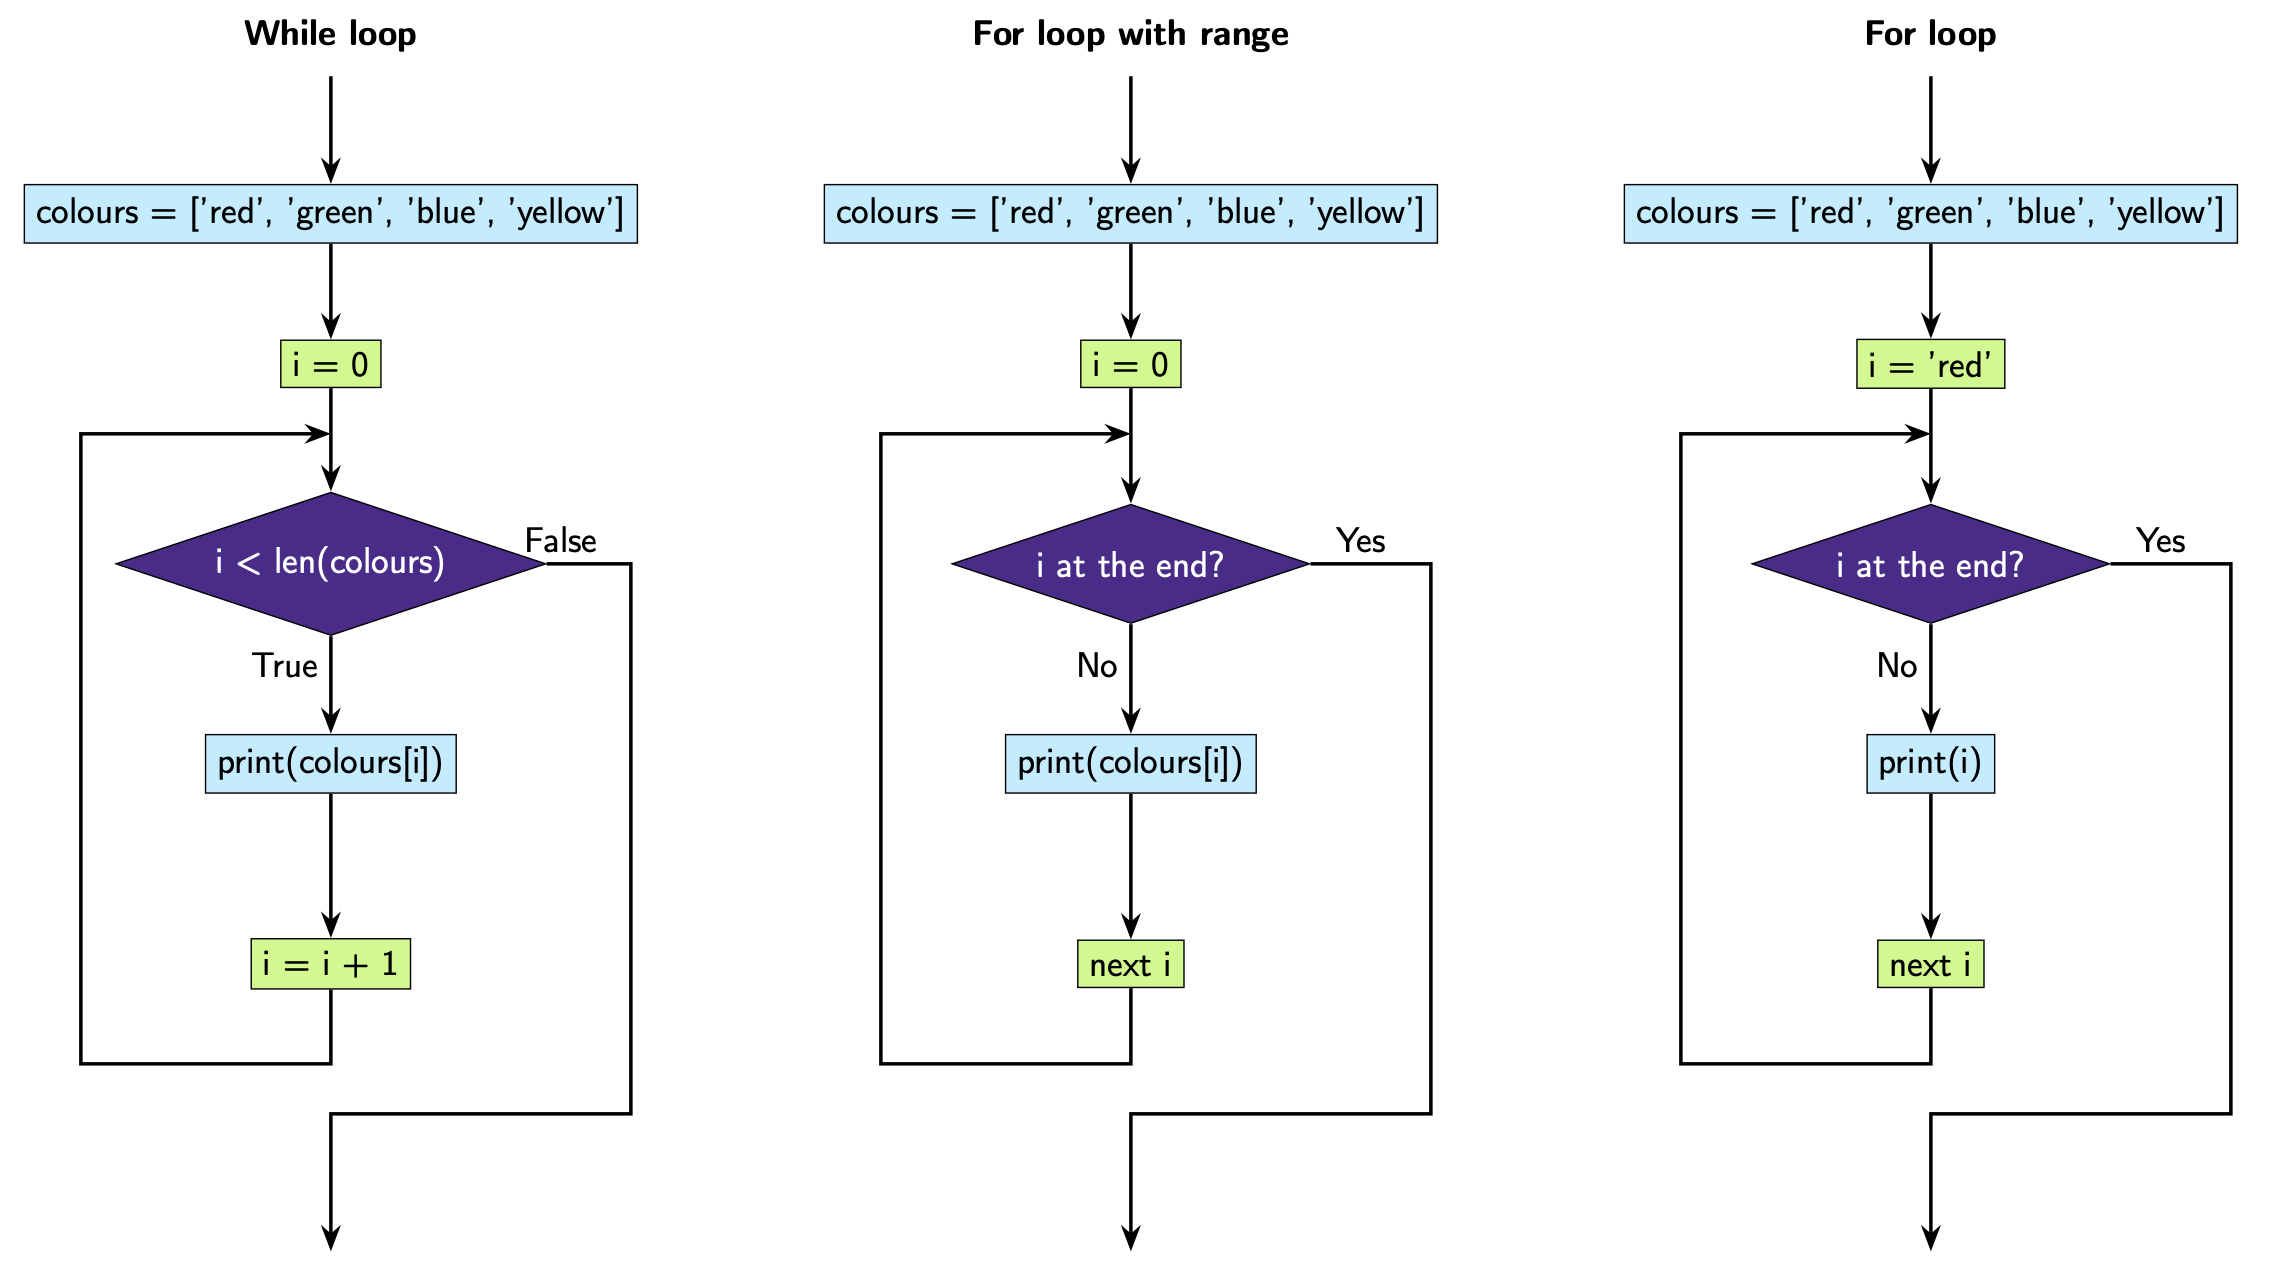 While loop
colours = ['red', 'green', 'blue', 'yellow']
i = 0
i < len(colours)
False
True
print(colours[i])
i = i + 1
For loop with range
colours = ['red', 'green', 'blue', 'yellow']
i = 0
i at the end?
Yes
No
print(colours[i])
next i
For loop
colours = ['red', 'green', 'blue', 'yellow']
i = 'red'
i at the end?
Yes
No
print(i)
next i